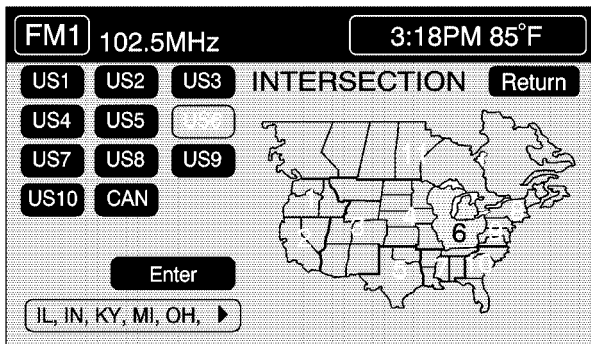 FM1 102.5MHz 3:18PM 85°F
US1 US2 US3 INTERSECTION Return
US4 US5 US6
US7 US8 US9
US10 CAN
6
Enter
IL, IN, KY, MI, OH,